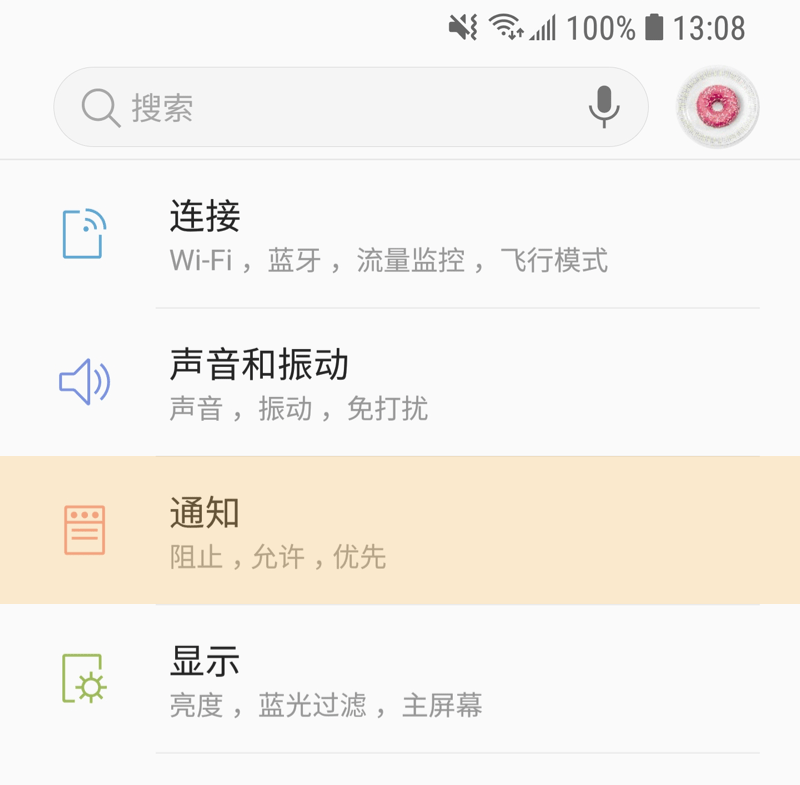 100% 13:08
搜索
连接
Wi-Fi ，蓝牙 ，流量监控 ，飞行模式
声音和振动
声音 ，振动 ，免打扰
通知
阻止 ，允许 ，优先
显示
亮度 ，蓝光过滤 ，主屏幕